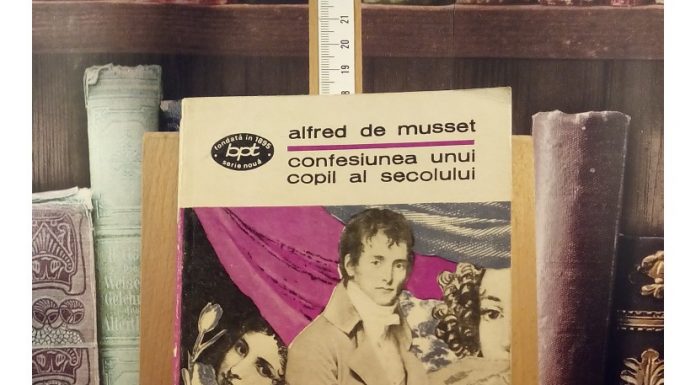 21
20
19
18
fondată în 1895
bpt
serie nouă
alfred de musset
confesiunea unui
copil al secolului